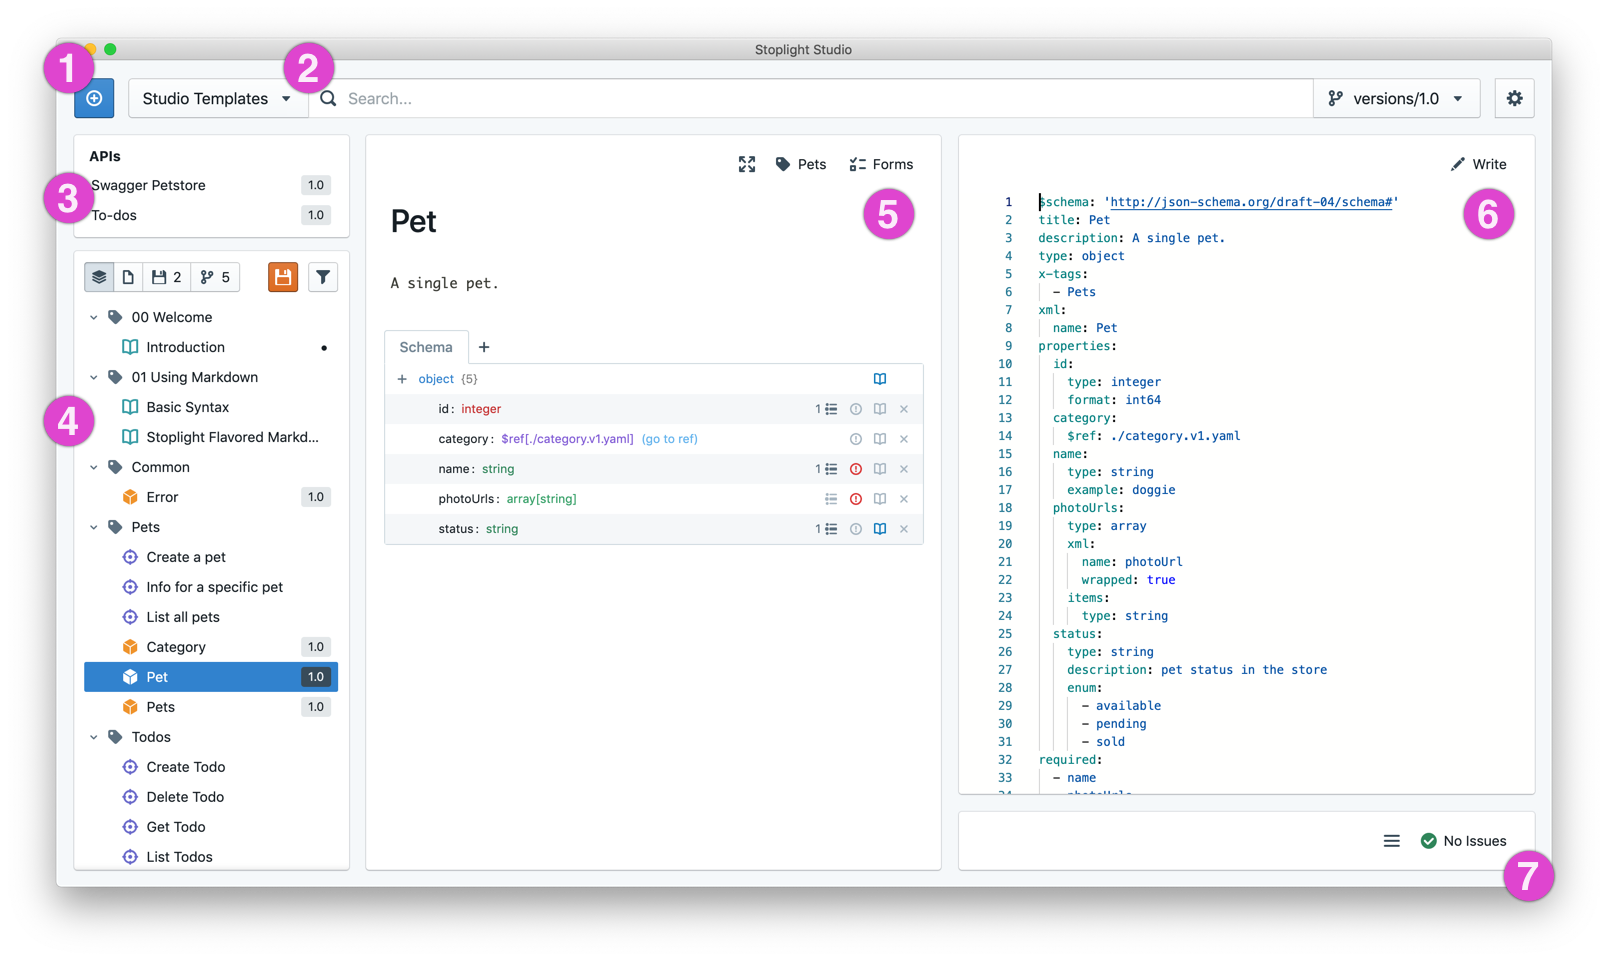 Stoplight Studio
1
2
Studio Templates
Search...
versions/1.0
APIs
3
Swagger Petstore 1.0
To-dos 1.0
2 5
00 Welcome
Introduction
01 Using Markdown
4
Basic Syntax
Stoplight Flavored Markd...
Common
Error 1.0
Pets
Create a pet
Info for a specific pet
List all pets
Category 1.0
Pet 1.0
Pets 1.0
Todos
Create Todo
Delete Todo
Get Todo
List Todos
Pets Forms
5
Pet
A single pet.
Schema +
+ object {5}
id: integer 1
category: $ref[./category.v1.yaml] (go to ref)
name: string 1
photoUrls: array[string]
status: string 1
Write
6
1 $schema: 'http://json-schema.org/draft-04/schema#'
2 title: Pet
3 description: A single pet.
4 type: object
5 x-tags:
6 - Pets
7 xml:
8 name: Pet
9 properties:
10 id:
11 type: integer
12 format: int64
13 category:
14 $ref: ./category.v1.yaml
15 name:
16 type: string
17 example: doggie
18 photoUrls:
19 type: array
20 xml:
21 name: photoUrl
22 wrapped: true
23 items:
24 type: string
25 status:
26 type: string
27 description: pet status in the store
28 enum:
29 - available
30 - pending
31 - sold
32 required:
33 - name
No Issues
7